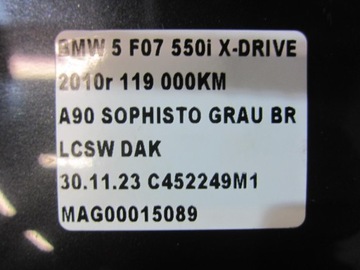 BMW 5 F07 550i X-DRIVE
2010r 119 000KM
A90 SOPHISTO GRAU BR
LCSW DAK
30.11.23 C452249M1
MAG00015089